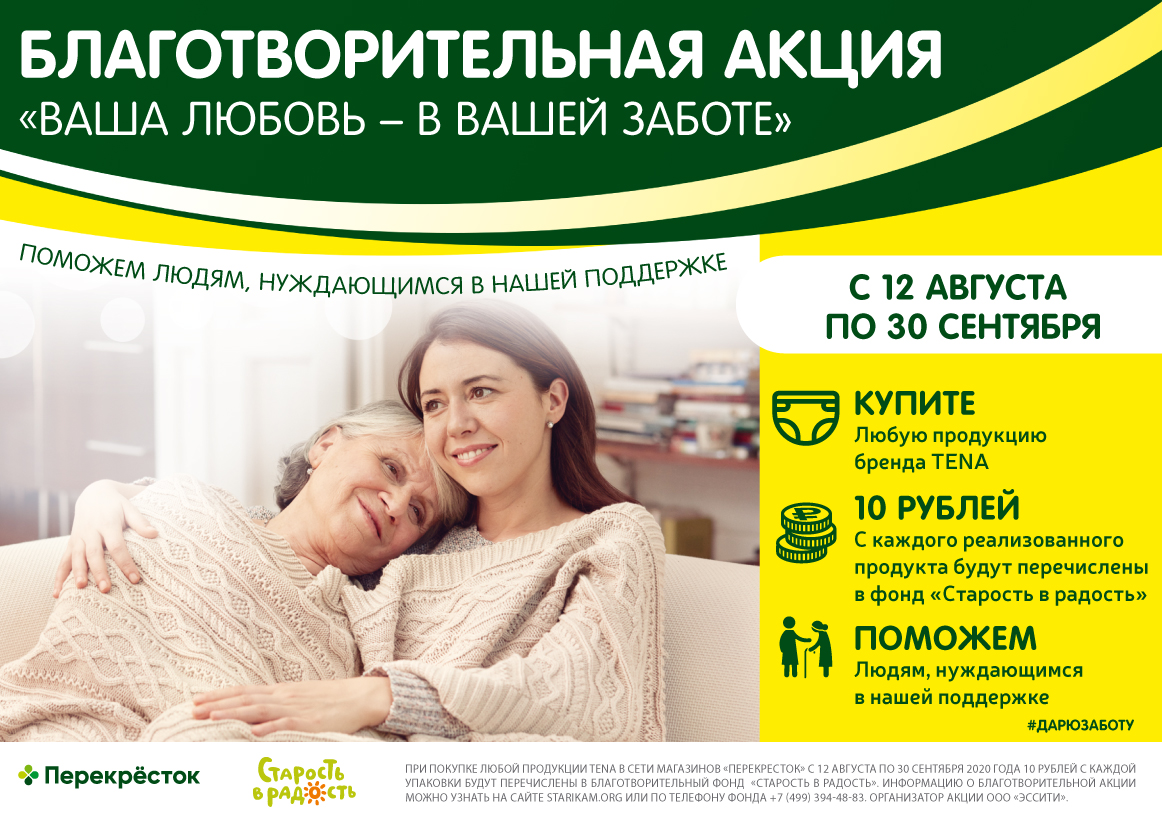 БЛАГОТВОРИТЕЛЬНАЯ АКЦИЯ
«ВАША ЛЮБОВЬ – В ВАШЕЙ ЗАБОТЕ»
ПОМОЖЕМ ЛЮДЯМ, НУЖДАЮЩИМСЯ В НАШЕЙ ПОДДЕРЖКЕ
С 12 АВГУСТА
ПО 30 СЕНТЯБРЯ
КУПИТЕ
Любую продукцию
бренда TENA
10 РУБЛЕЙ
С каждого реализованного
продукта будут перечислены
в фонд «Старость в радость»
ПОМОЖЕМ
Людям, нуждающимся
в нашей поддержке
#ДАРЮЗАБОТУ
Перекрёсток
Старость
в радость
ПРИ ПОКУПКЕ ЛЮБОЙ ПРОДУКЦИИ TENA В СЕТИ МАГАЗИНОВ «ПЕРЕКРЕСТОК» С 12 АВГУСТА ПО 30 СЕНТЯБРЯ 2020 ГОДА 10 РУБЛЕЙ С КАЖДОЙ
УПАКОВКИ БУДУТ ПЕРЕЧИСЛЕНЫ В БЛАГОТВОРИТЕЛЬНЫЙ ФОНД «СТАРОСТЬ В РАДОСТЬ». ИНФОРМАЦИЮ О БЛАГОТВОРИТЕЛЬНОЙ АКЦИИ
МОЖНО УЗНАТЬ НА САЙТЕ STARIKAM.ORG ИЛИ ПО ТЕЛЕФОНУ ФОНДА +7 (499) 394-48-83. ОРГАНИЗАТОР АКЦИИ ООО «ЭССИТИ».